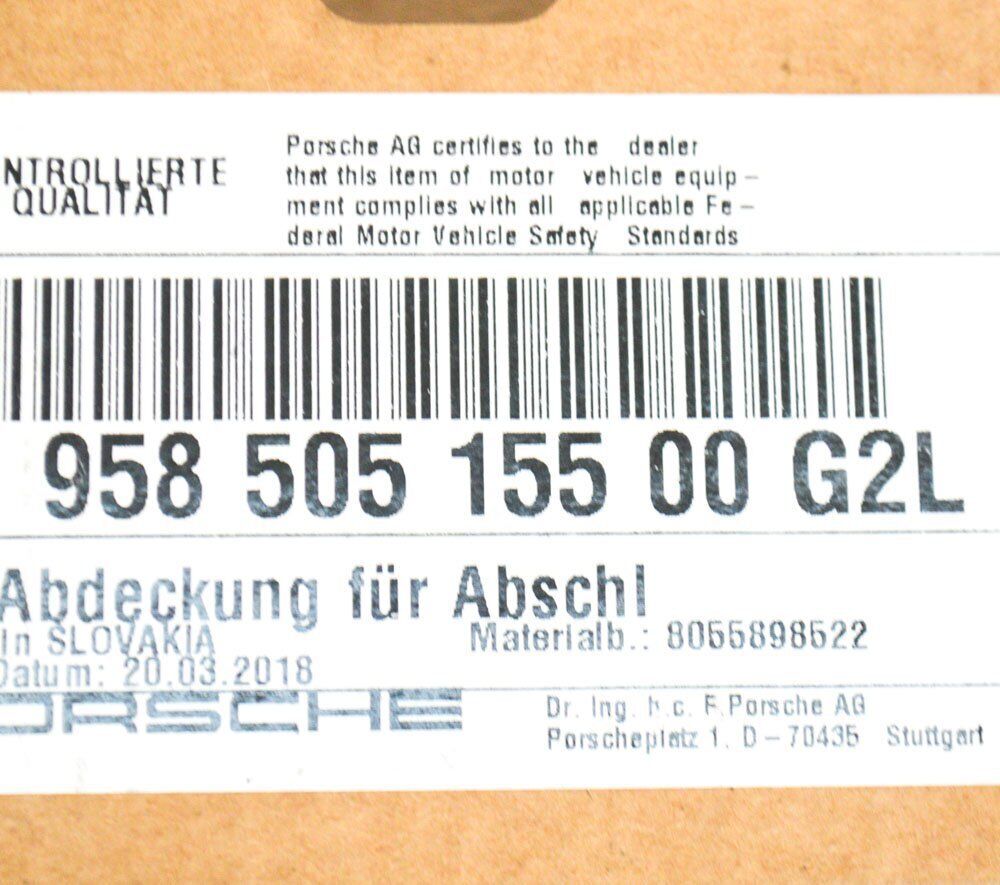 NTROLLIERTE
QUALITÄT
Porsche AG certifies to the dealer
that this item of motor vehicle equip-
ment complies with all applicable Fe-
deral Motor Vehicle Safety Standards
958 505 155 00 G2L
Abdeckung für Abschl
in SLOVAKIA
Datum: 20.03.2018
Materialb.: 8055898522
PORSCHE
Dr. Ing. h.c. F.Porsche AG
Porscheplatz 1, D-70435 Stuttgart